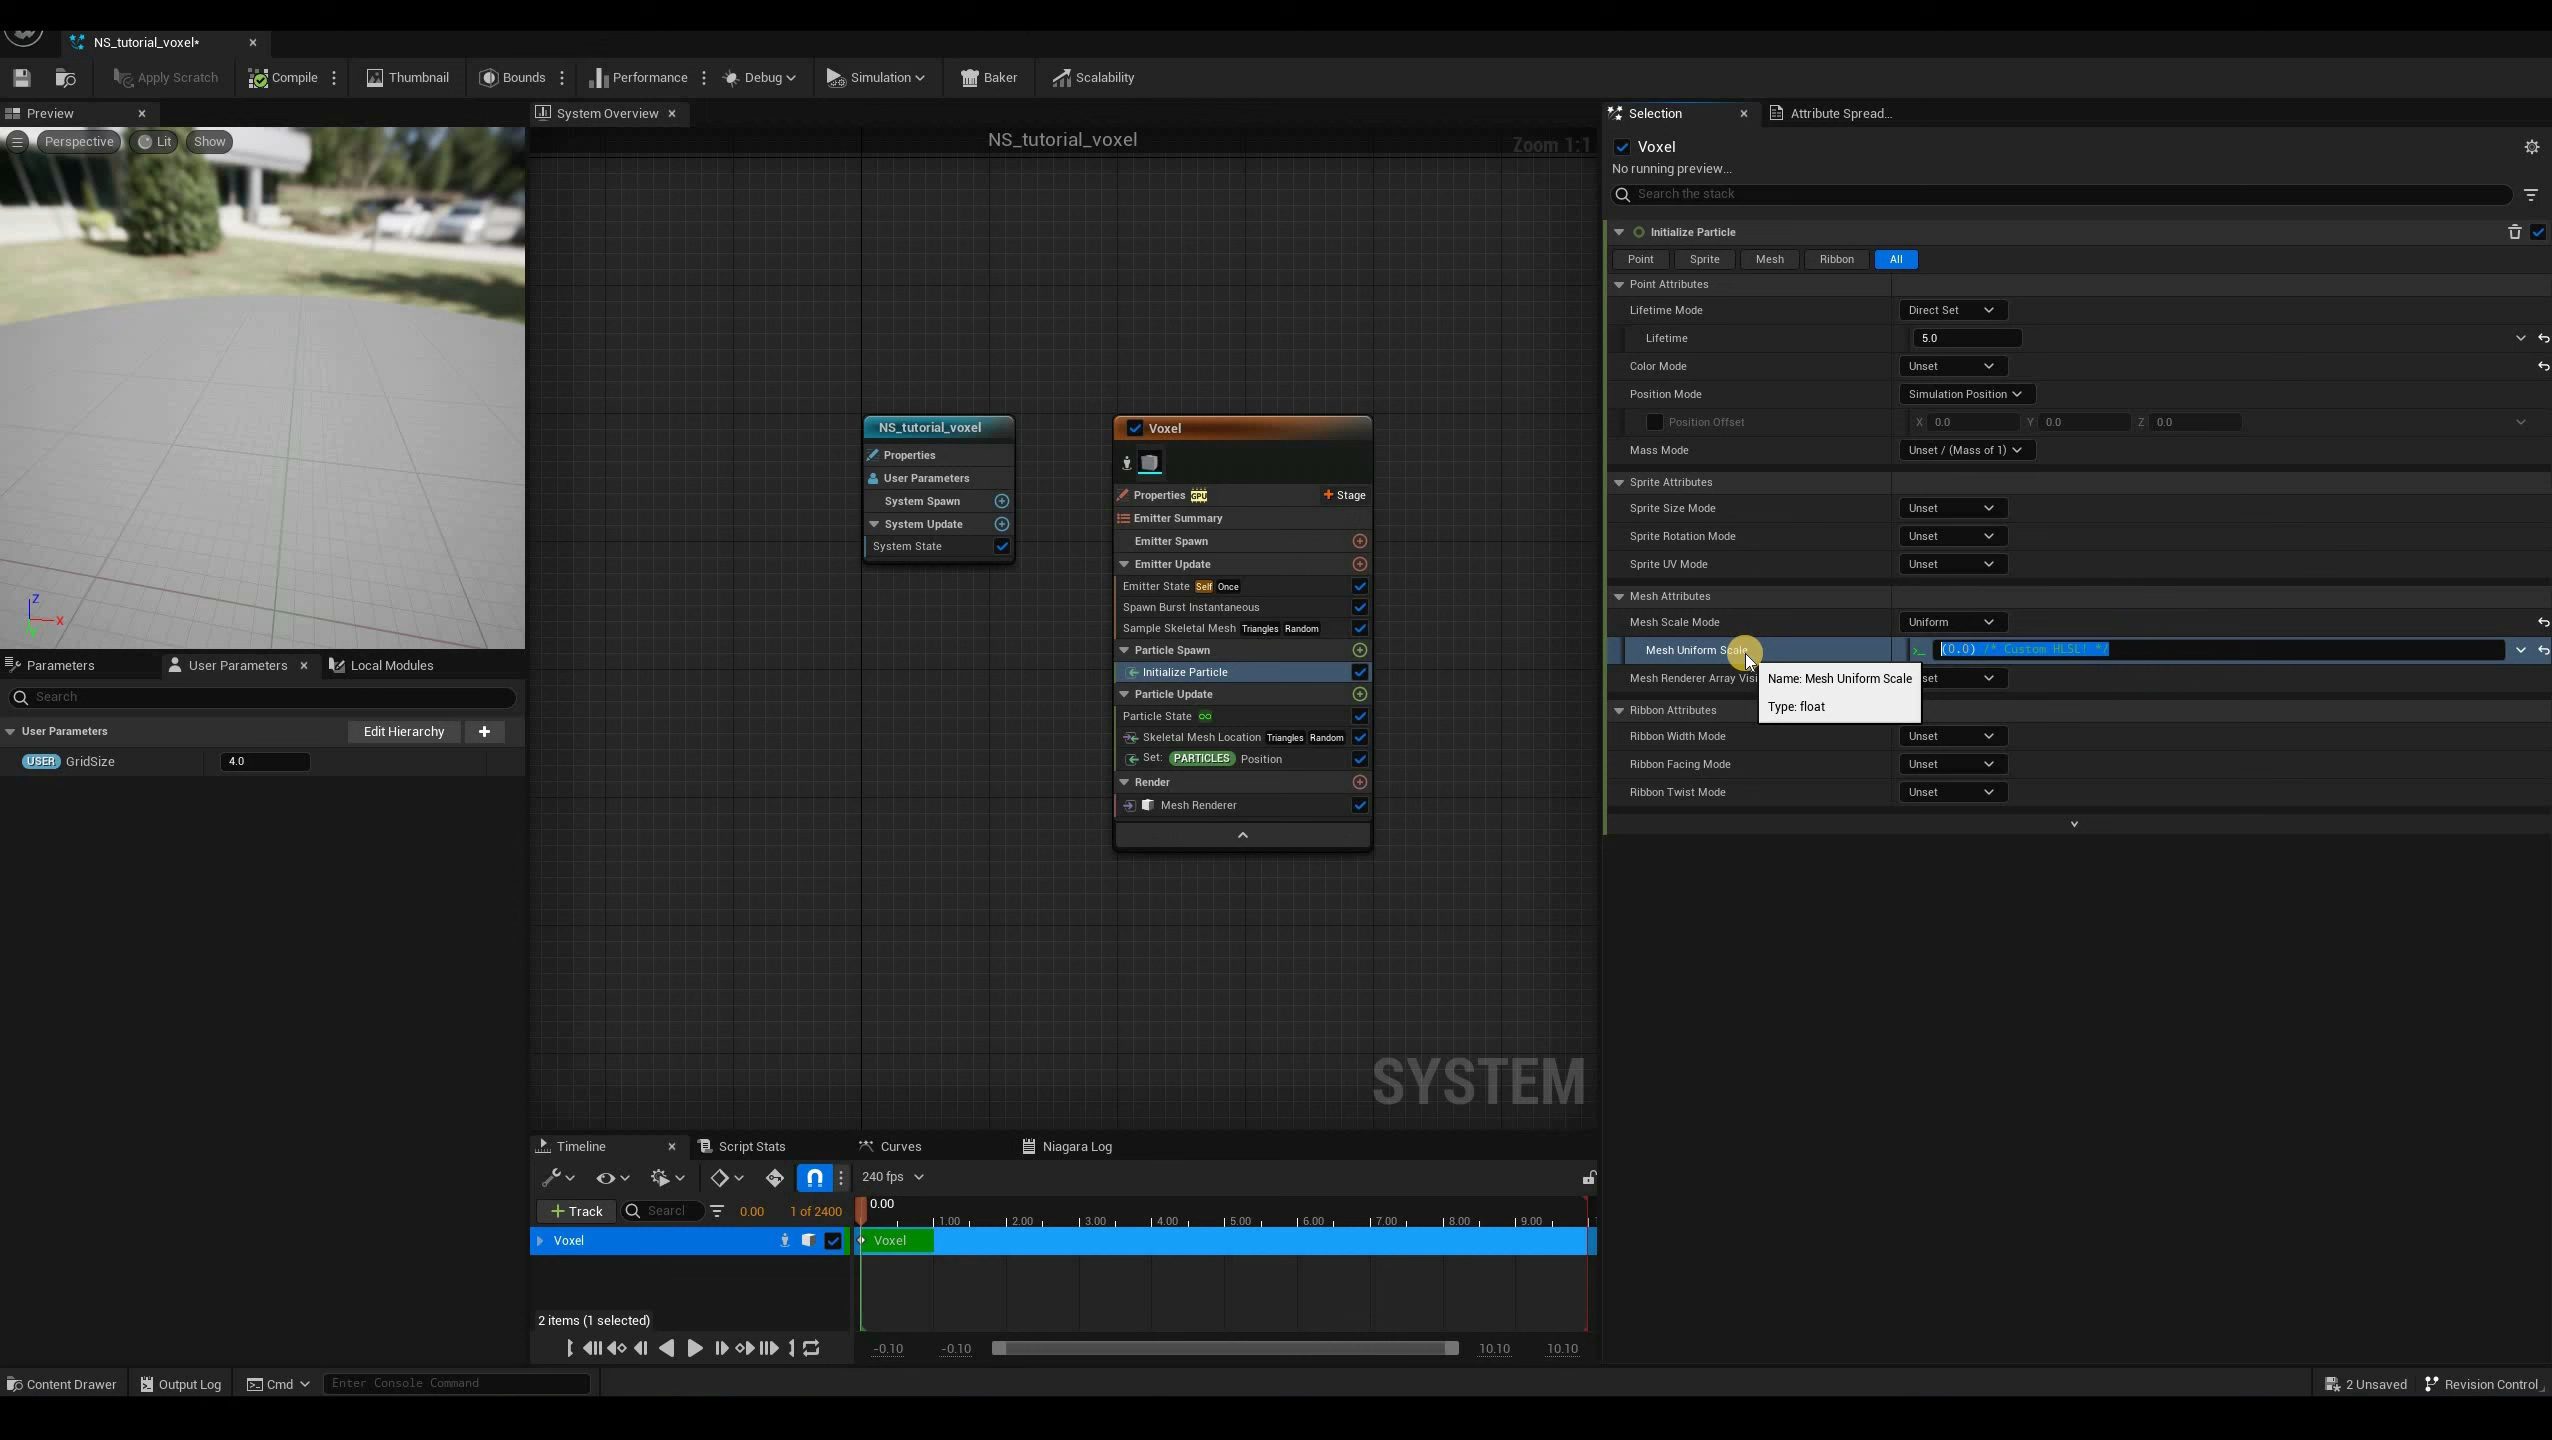 NS_tutorial_voxel*
Apply Scratch
Compile
Thumbnail
Bounds
Performance
Debug
Simulation
Baker
Scalability
Preview
Perspective
Lit
Show
Z
X
Parameters
User Parameters
Local Modules
Search
User Parameters
Edit Hierarchy
USER GridSize
4.0
System Overview
NS_tutorial_voxel
Zoom 1:1
NS_tutorial_voxel
Properties
User Parameters
System Spawn
System Update
System State
Voxel
Properties GPU
Stage
Emitter Summary
Emitter Spawn
Emitter Update
Emitter State Self Once
Spawn Burst Instantaneous
Sample Skeletal Mesh Triangles Random
Particle Spawn
Initialize Particle
Particle Update
Particle State
Skeletal Mesh Location Triangles Random
Set: PARTICLES Position
Render
Mesh Renderer
SYSTEM
Timeline
Script Stats
Curves
Niagara Log
240 fps
+ Track
Search
0.00
1 of 2400
0.00
1.00 2.00 3.00 4.00 5.00 6.00 7.00 8.00 9.00
Voxel
Voxel
2 items (1 selected)
-0.10
-0.10
10.10
10.10
Selection
Attribute Spread...
Voxel
No running preview...
Search the stack
Initialize Particle
Point
Sprite
Mesh
Ribbon
All
Point Attributes
Lifetime Mode
Direct Set
Lifetime
5.0
Color Mode
Unset
Position Mode
Simulation Position
Position Offset
X 0.0 Y 0.0 Z 0.0
Mass Mode
Unset / (Mass of 1)
Sprite Attributes
Sprite Size Mode
Unset
Sprite Rotation Mode
Unset
Sprite UV Mode
Unset
Mesh Attributes
Mesh Scale Mode
Uniform
Mesh Uniform Scale
(0.0) /* Custom HLSL! */
Mesh Renderer Array Visi
set
Name: Mesh Uniform Scale
Type: float
Ribbon Attributes
Ribbon Width Mode
Unset
Ribbon Facing Mode
Unset
Ribbon Twist Mode
Unset
Content Drawer
Output Log
Cmd
Enter Console Command
2 Unsaved
Revision Control